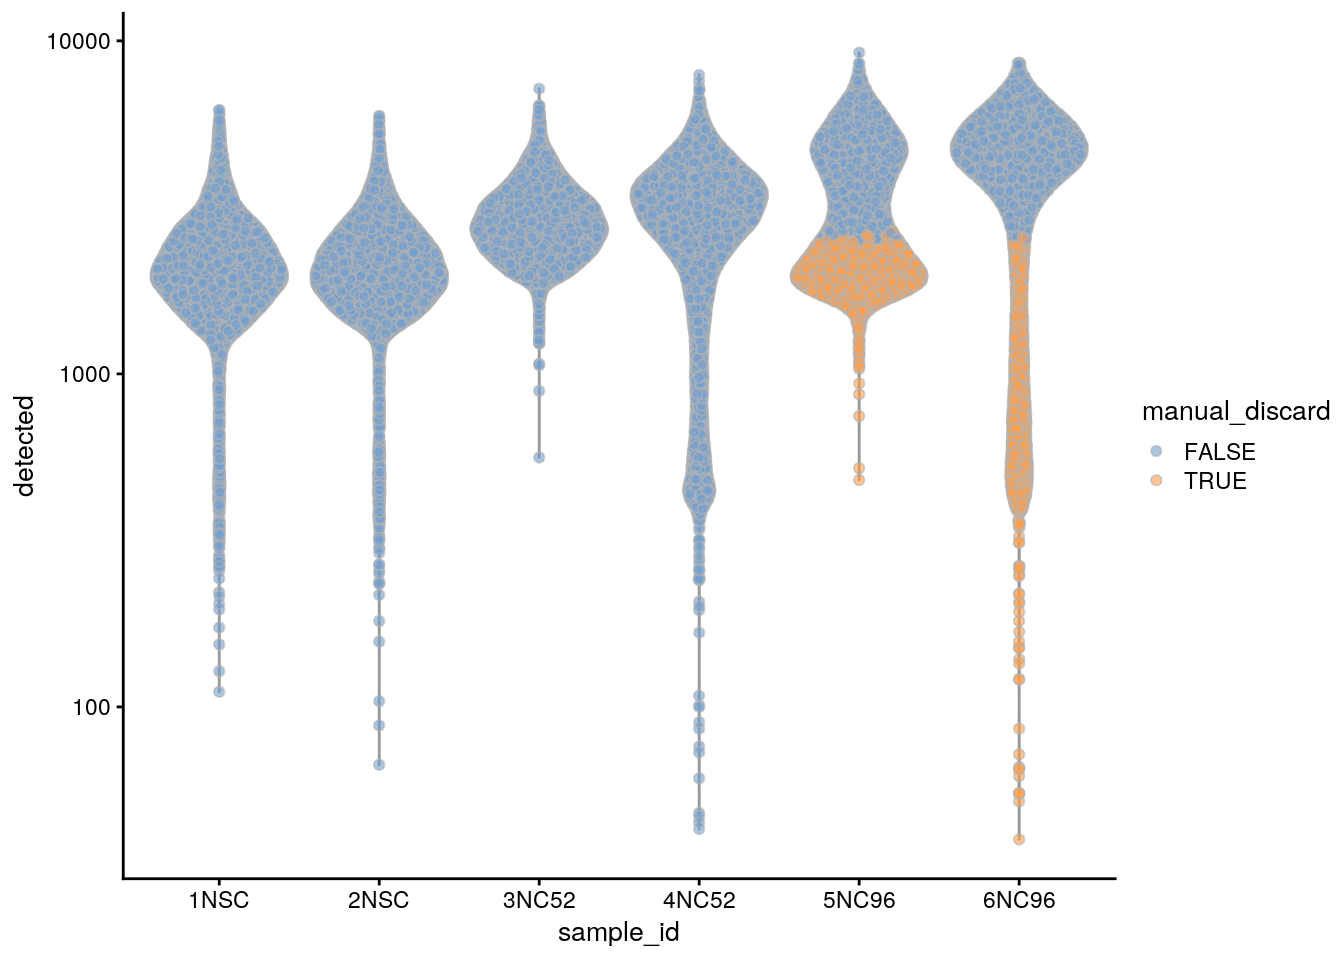 10000
1000
100
detected
1NSC 2NSC 3NC52 4NC52 5NC96 6NC96
sample_id
manual_discard
FALSE
TRUE